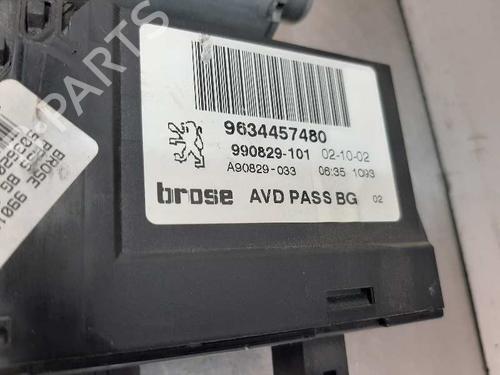 9634457480
990829-101 02-10-02
A90829-033 06:35 1093
brose AVD PASS BG 02
BROSE
B-PARTS